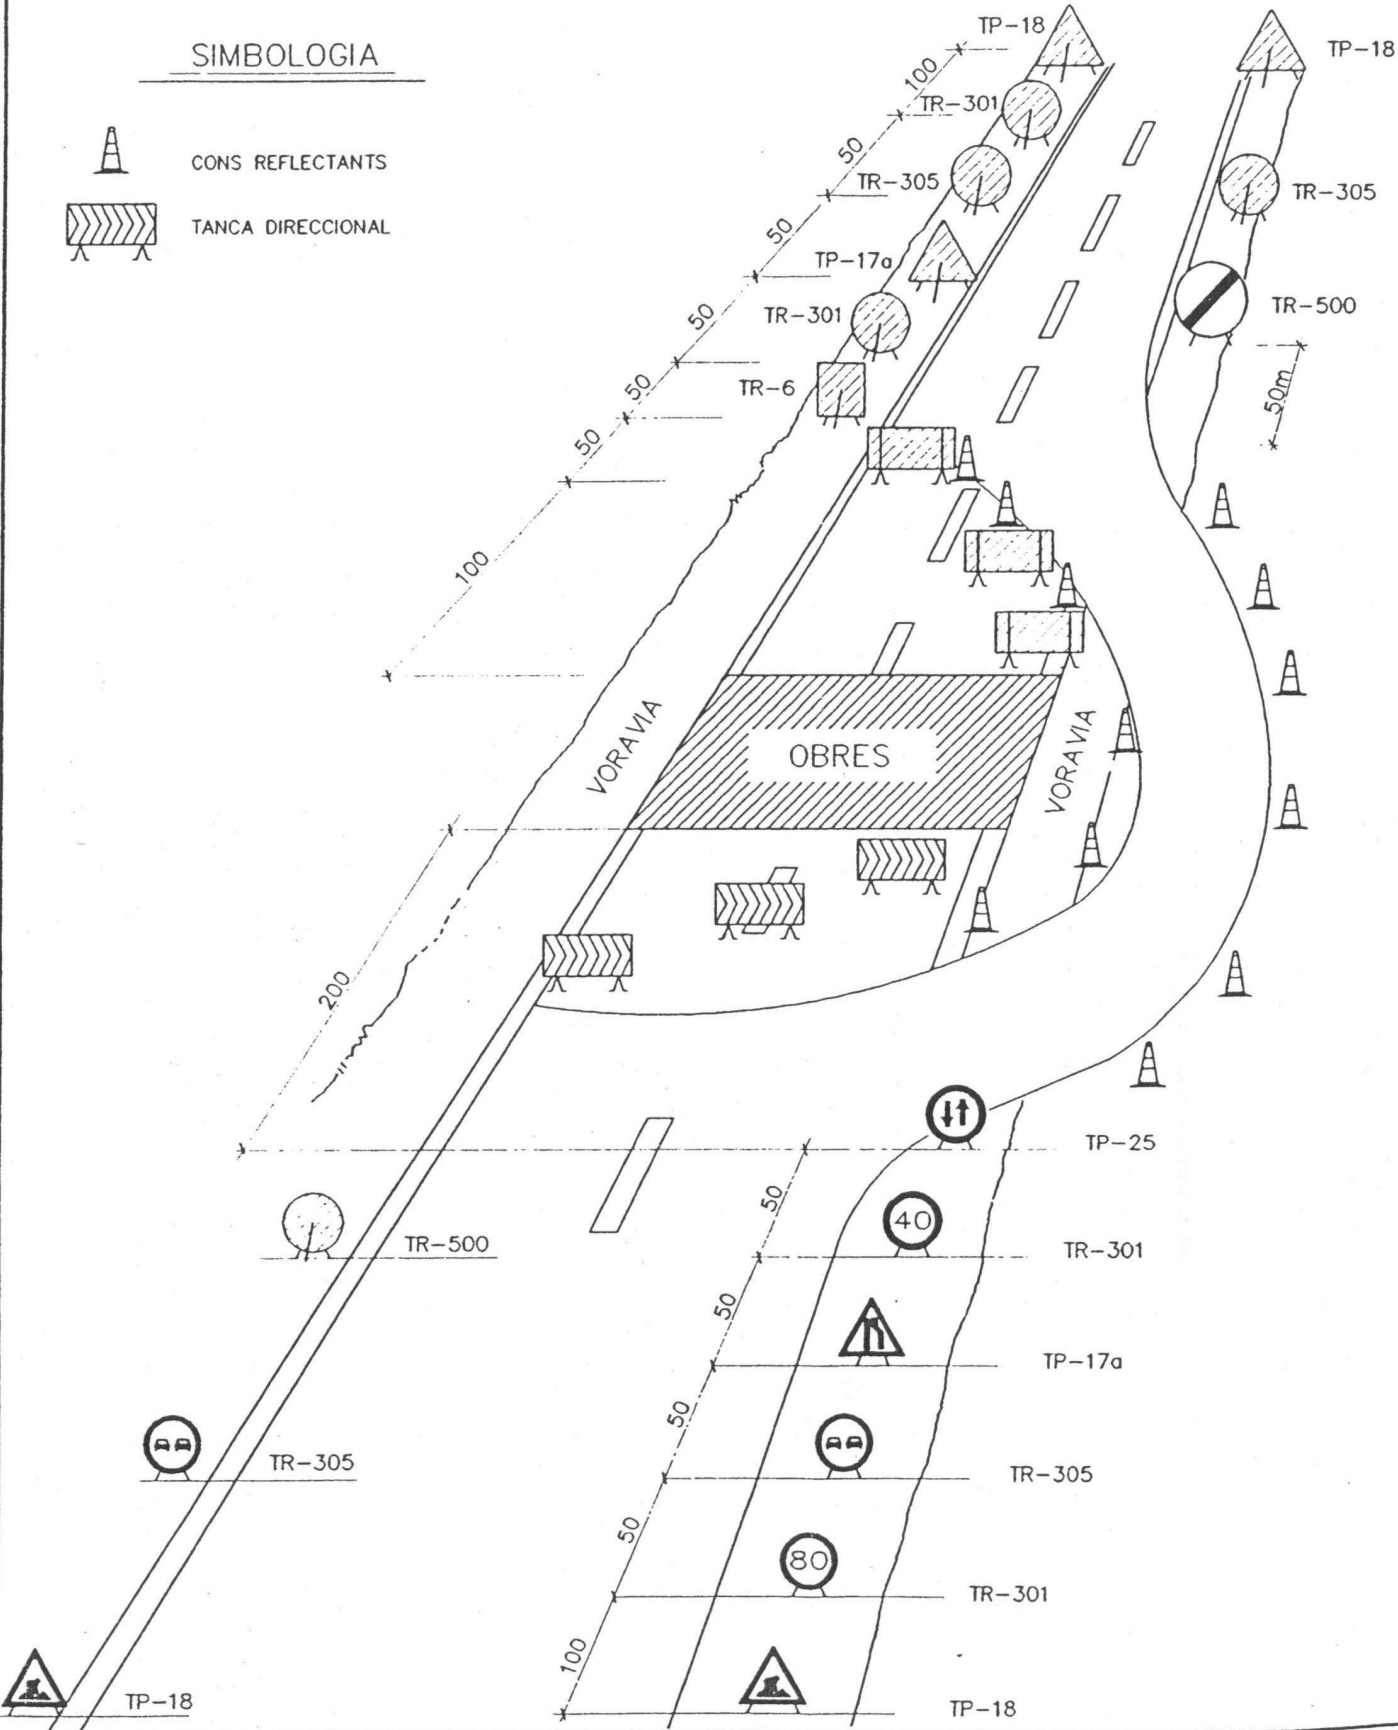 SIMBOLOGIA
CONS REFLECTANTS
TANCA DIRECCIONAL
TP-18
TP-18
100
TR-301
50
TR-305
TR-305
50
TP-17a
50
TR-301
TR-500
50
TR-6
50m
50
100
VORAVIA
OBRES
VORAVIA
200
TP-25
50
40
TR-500
TR-301
50
TP-17a
50
TR-305
TR-305
50
80
TR-301
100
TP-18
TP-18